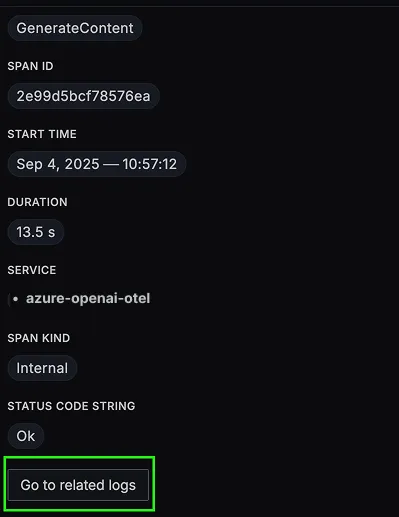 GenerateContent
SPAN ID
2e99d5bcf78576ea
START TIME
Sep 4, 2025 — 10:57:12
DURATION
13.5 s
SERVICE
• azure-openai-otel
SPAN KIND
Internal
STATUS CODE STRING
Ok
Go to related logs